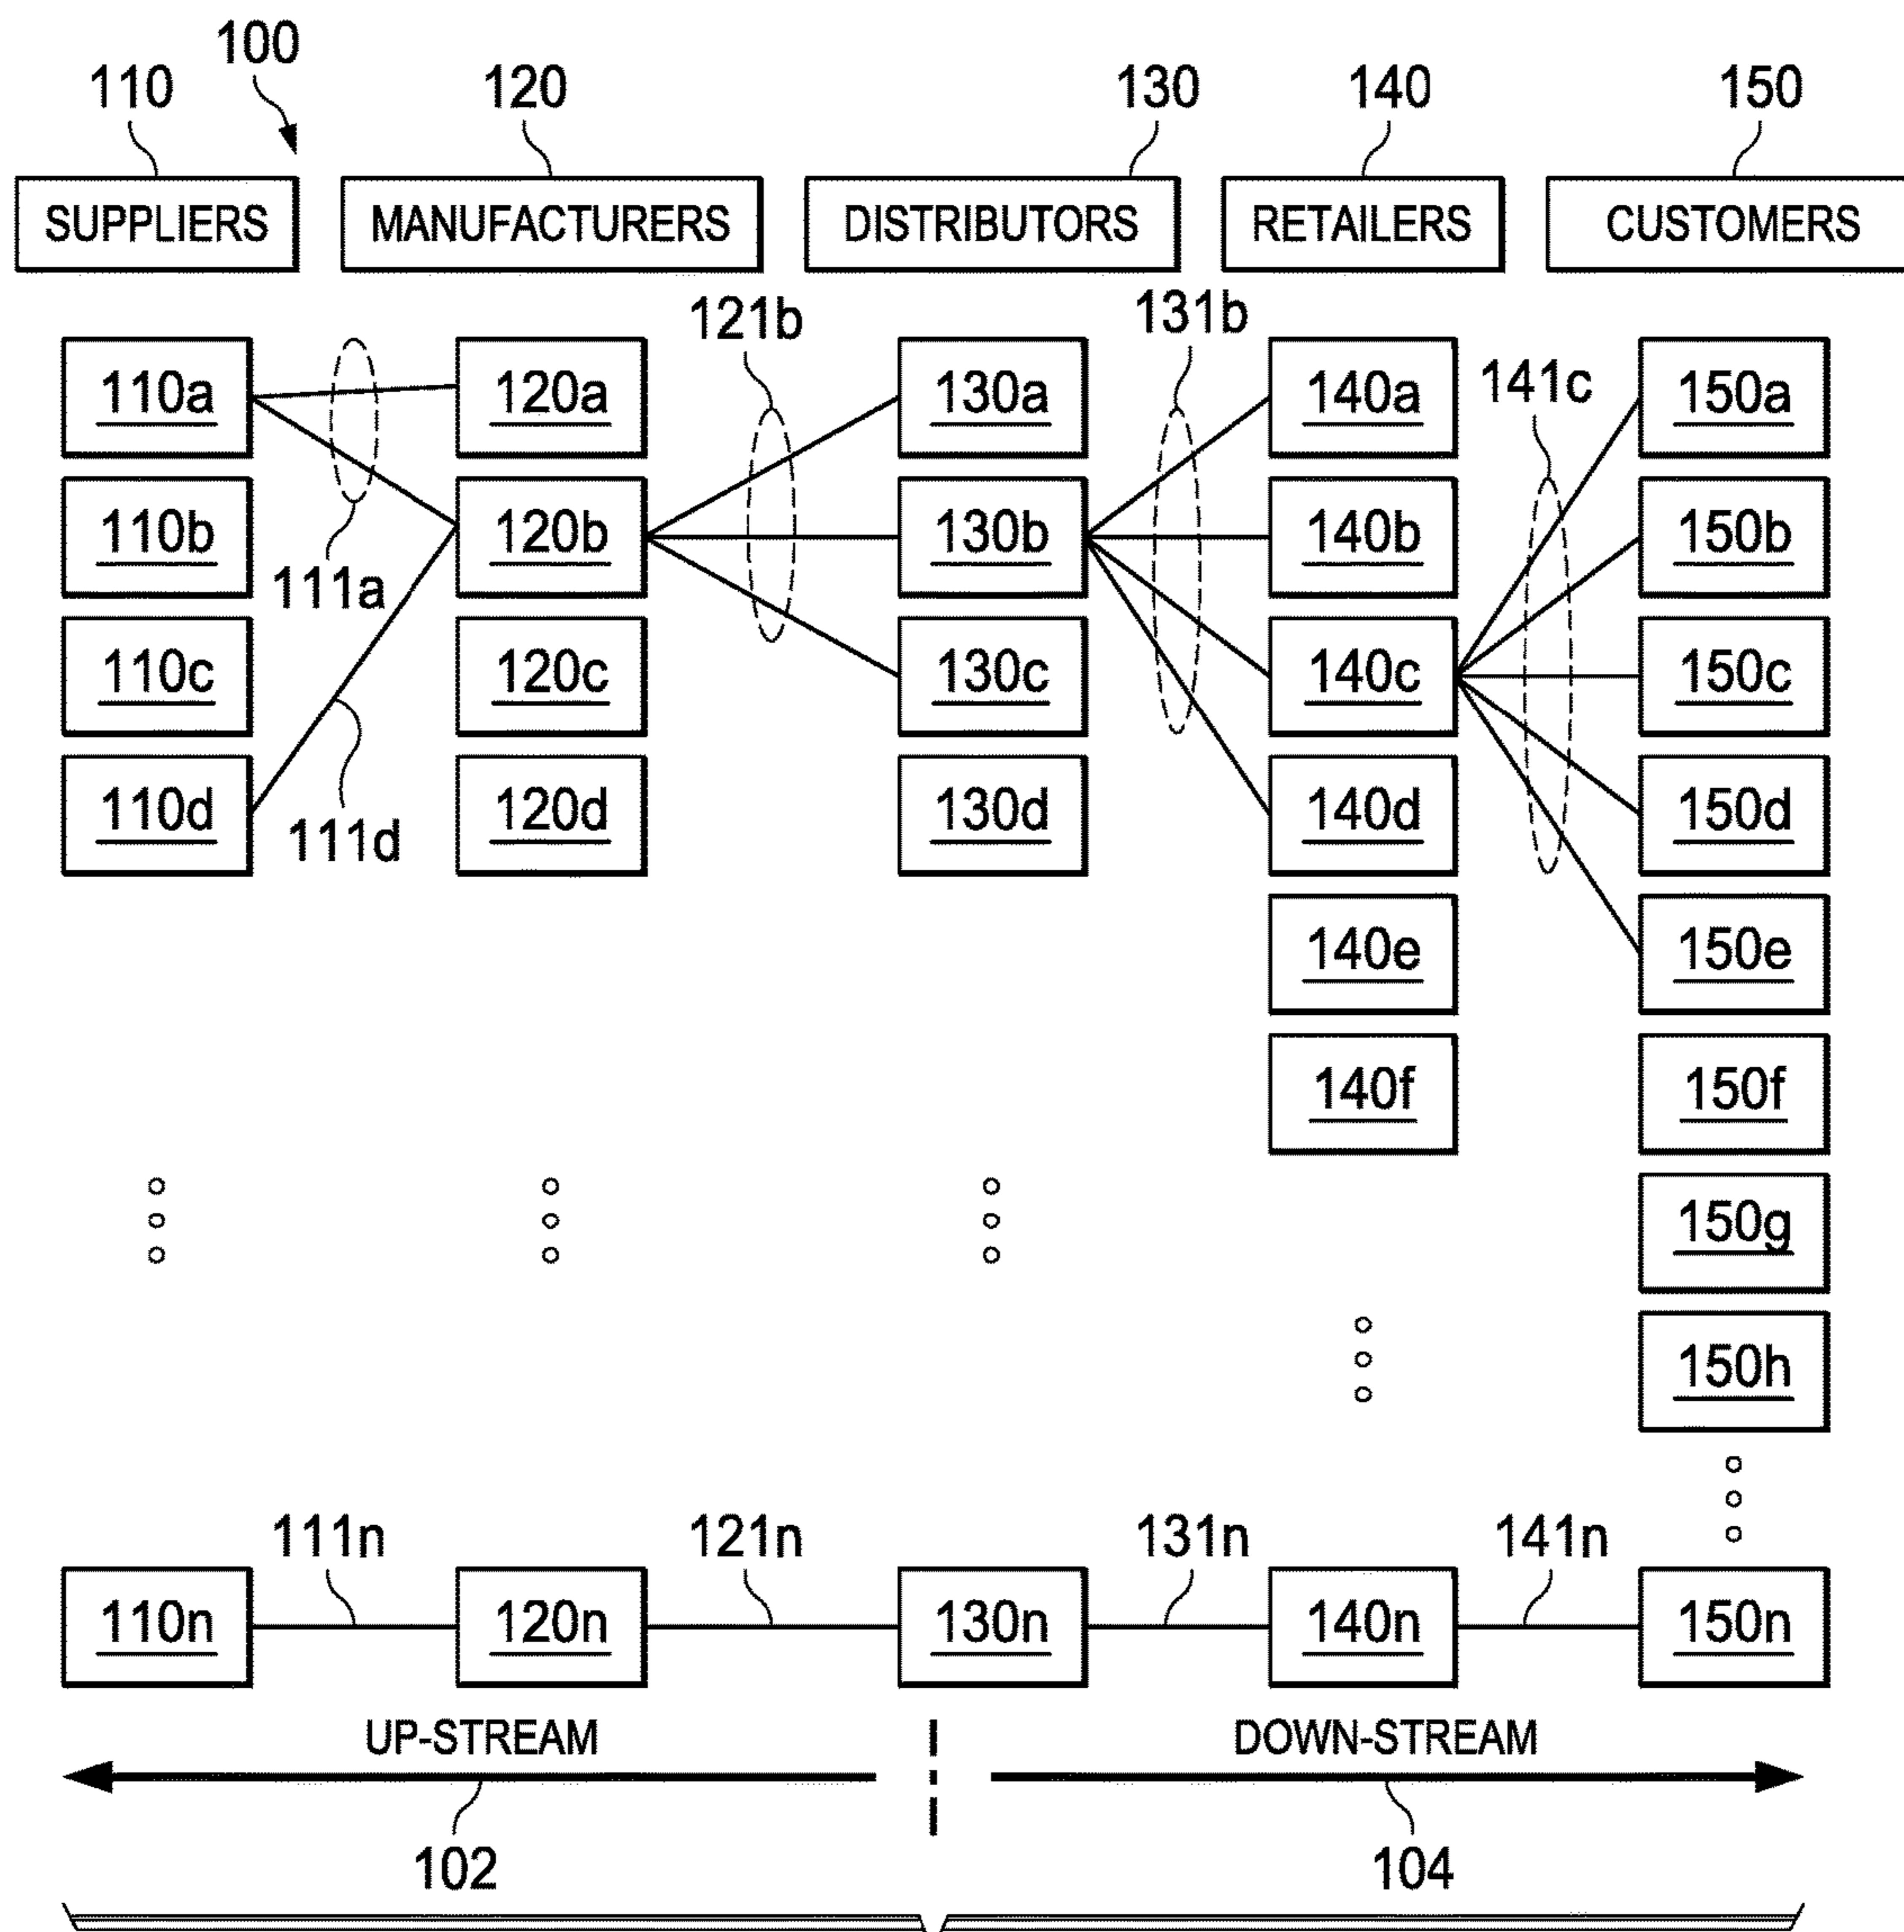 100
110 120 130 140 150
SUPPLIERS MANUFACTURERS DISTRIBUTORS RETAILERS CUSTOMERS
121b 131b
110a 120a 130a 140a 141c 150a
110b 120b 130b 140b 150b
111a
110c 120c 130c 140c 150c
110d 120d 130d 140d 150d
111d
140e 150e
140f 150f
150g
150h
111n 121n 131n 141n
110n 120n 130n 140n 150n
UP-STREAM DOWN-STREAM
102 104